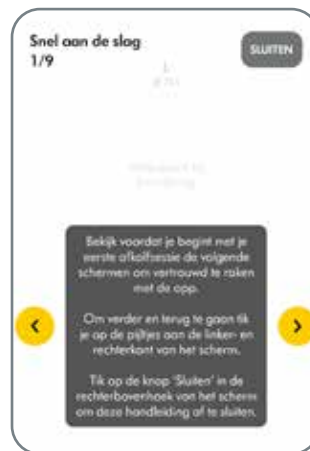 Snel aan de slag
1/9
SLUITEN
Bekijk voordat je begint met je
eerste afkolfsessie de volgende
schermen om vertrouwd te raken
met de app.
Om verder en terug te gaan tik
je op de pijltjes aan de linker- en
rechterkant van het scherm.
Tik op de knop 'Sluiten' in de
rechterbovenhoek van het scherm
om deze handleiding af te sluiten.